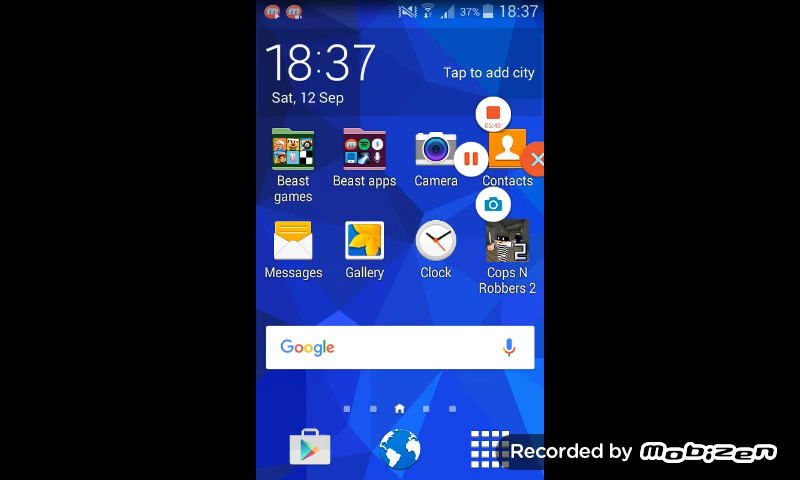 37% 18:37
18:37
Tap to add city
Sat, 12 Sep
Beast games
Beast apps
Camera
Contacts
Messages
Gallery
Clock
Cops N Robbers 2
2
Google
Recorded by mobizen